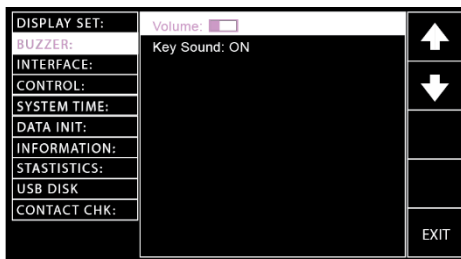 DISPLAY SET:
BUZZER:
INTERFACE:
CONTROL:
SYSTEM TIME:
DATA INIT:
INFORMATION:
STASTISTICS:
USB DISK
CONTACT CHK:
Volume:
Key Sound: ON
EXIT